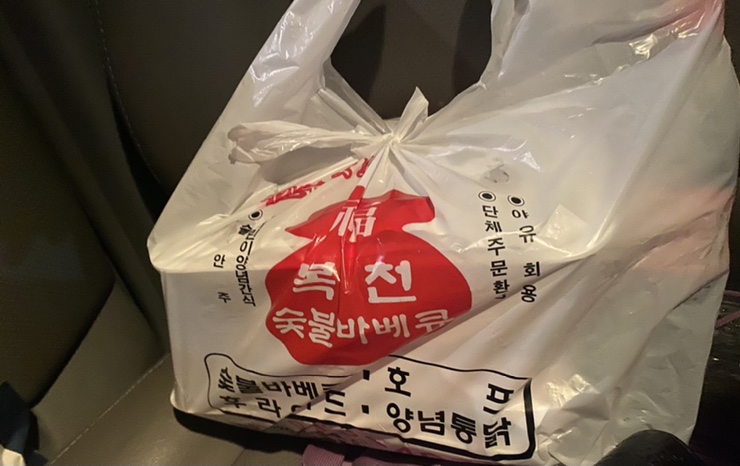 福
목천
숯불바베큐
◉야유회용
◉단체주문환
안주
숯불바베큐·호프
후라이드·양념통닭